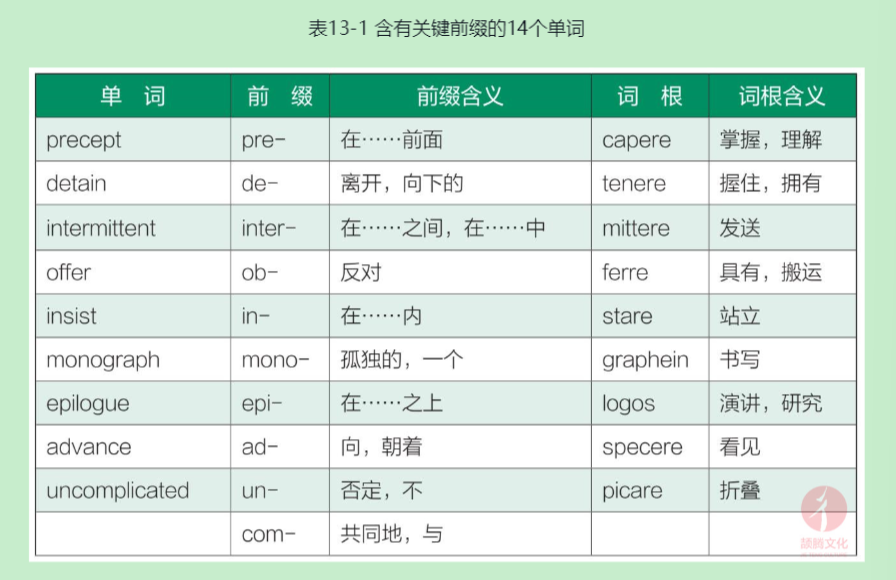 表13-1 含有关键前缀的14个单词
单 词 前 缀 前缀含义 词 根 词根含义
precept pre- 在……前面 capere 掌握，理解
detain de- 离开，向下的 tenere 握住，拥有
intermittent inter- 在……之间，在……中 mittere 发送
offer ob- 反对 ferre 具有，搬运
insist in- 在……内 stare 站立
monograph mono- 孤独的，一个 graphein 书写
epilogue epi- 在……之上 logos 演讲，研究
advance ad- 向，朝着 specere 看见
uncomplicated un- 否定，不 picare 折叠
com- 共同地，与
颉腾文化